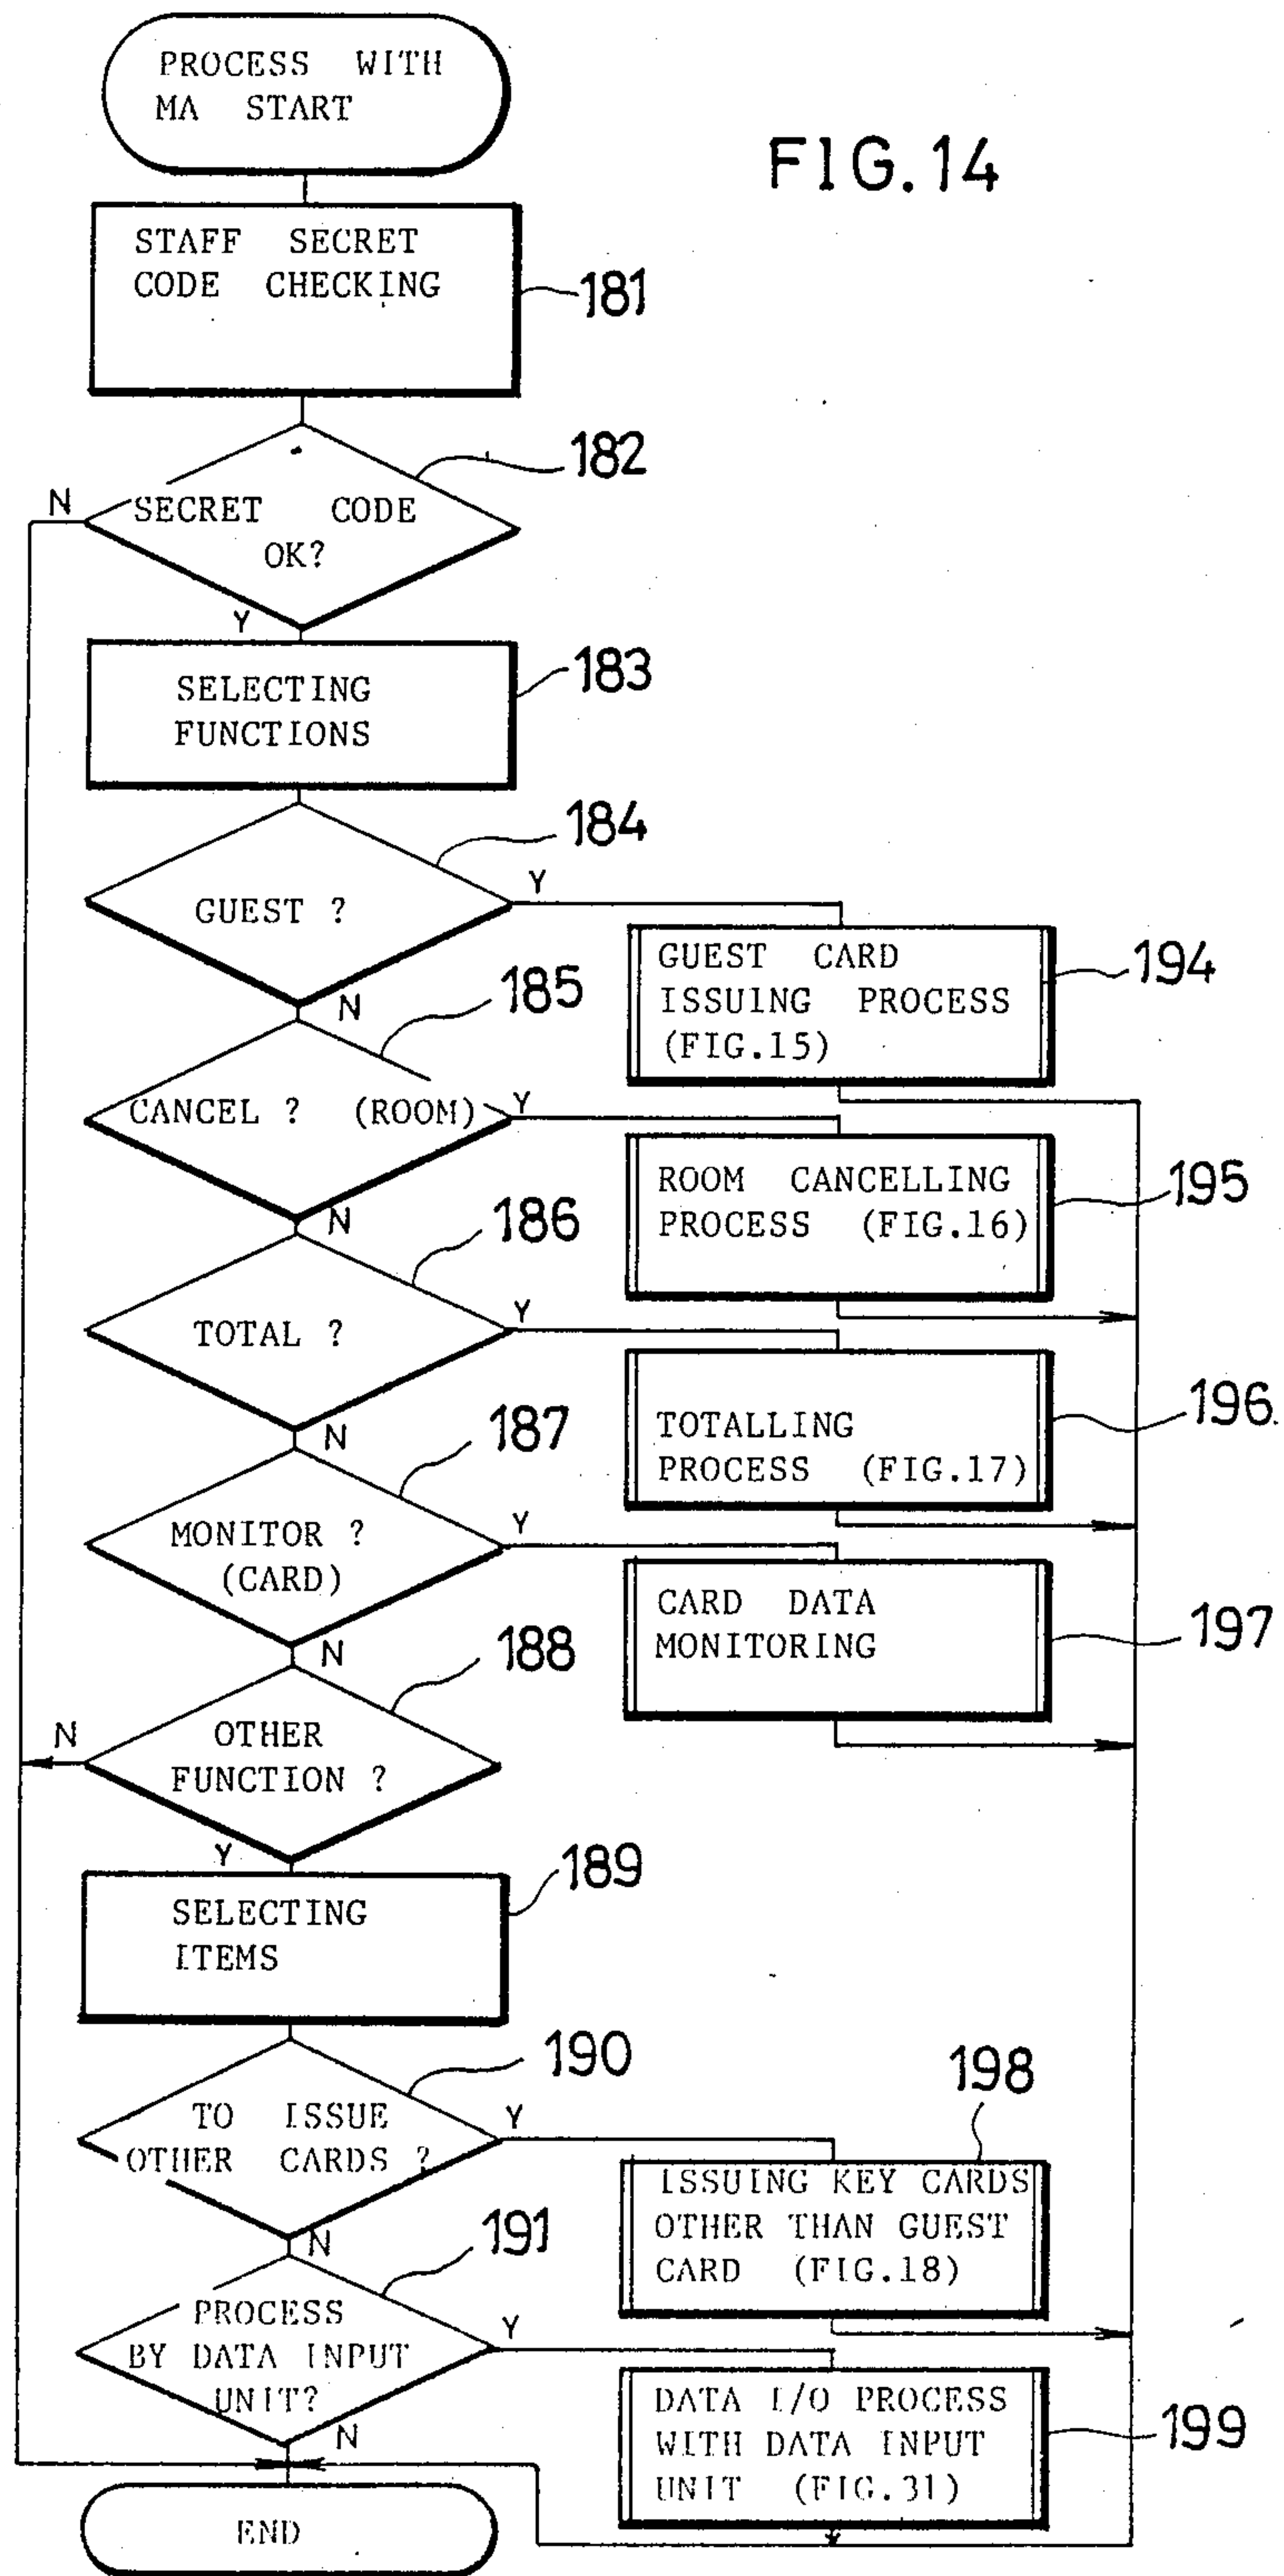 PROCESS WITH
MA START
FIG.14
STAFF SECRET
CODE CHECKING
181
182
N
SECRET CODE
OK?
Y
183
SELECTING
FUNCTIONS
184
Y
GUEST ?
N
185
194
GUEST CARD
ISSUING PROCESS
(FIG.15)
CANCEL ? (ROOM)
Y
N
186
195
ROOM CANCELLING
PROCESS (FIG.16)
TOTAL ?
Y
N
187
196
TOTALLING
PROCESS (FIG.17)
MONITOR ?
(CARD)
Y
N
188
197
CARD DATA
MONITORING
N
OTHER
FUNCTION ?
Y
189
SELECTING
ITEMS
190
198
TO ISSUE
OTHER CARDS ?
Y
N
191
ISSUING KEY CARDS
OTHER THAN GUEST
CARD (FIG.18)
PROCESS
BY DATA INPUT
UNIT?
Y
N
199
DATA I/O PROCESS
WITH DATA INPUT
UNIT (FIG.31)
END